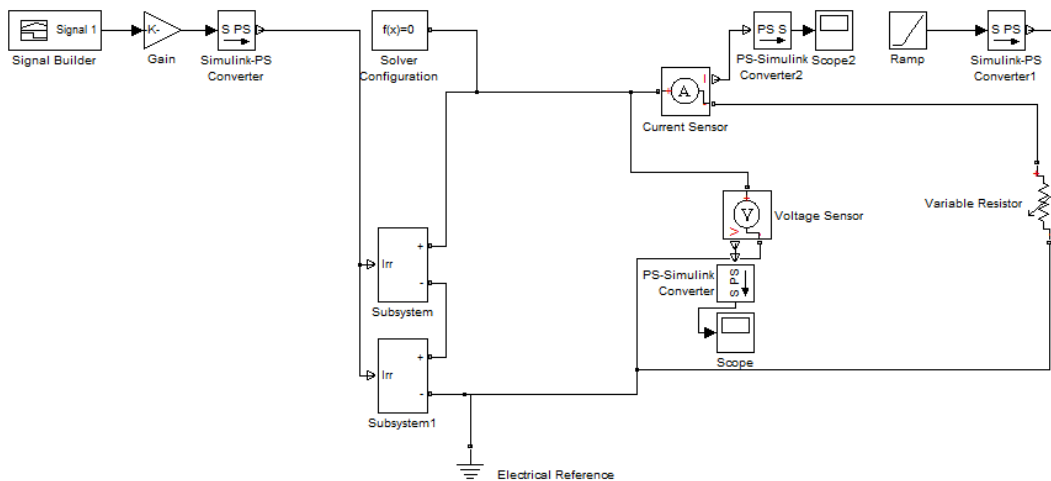 Signal 1
Signal Builder
K-
Gain
S PS
Simulink-PS
Converter
f(x)=0
Solver
Configuration
PS S
PS-Simulink
Converter2
Scope2
Ramp
S PS
Simulink-PS
Converter1
I
+
A
-
Current Sensor
+
V
V
-
Voltage Sensor
+
Variable Resistor
PS-Simulink
Converter
S PS
Scope
+
Irr
-
Subsystem
+
Irr
-
Subsystem1
Electrical Reference